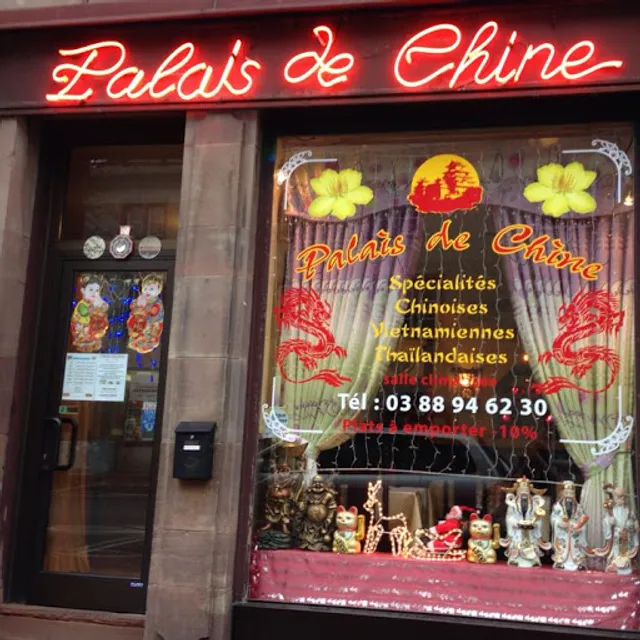 Palais de Chine
Palais de Chine
Spécialités
Chinoises
Vietnamiennes
Thaïlandaises
salle climatisée
Tél : 03 88 94 62 30
Plats à emporter -10%